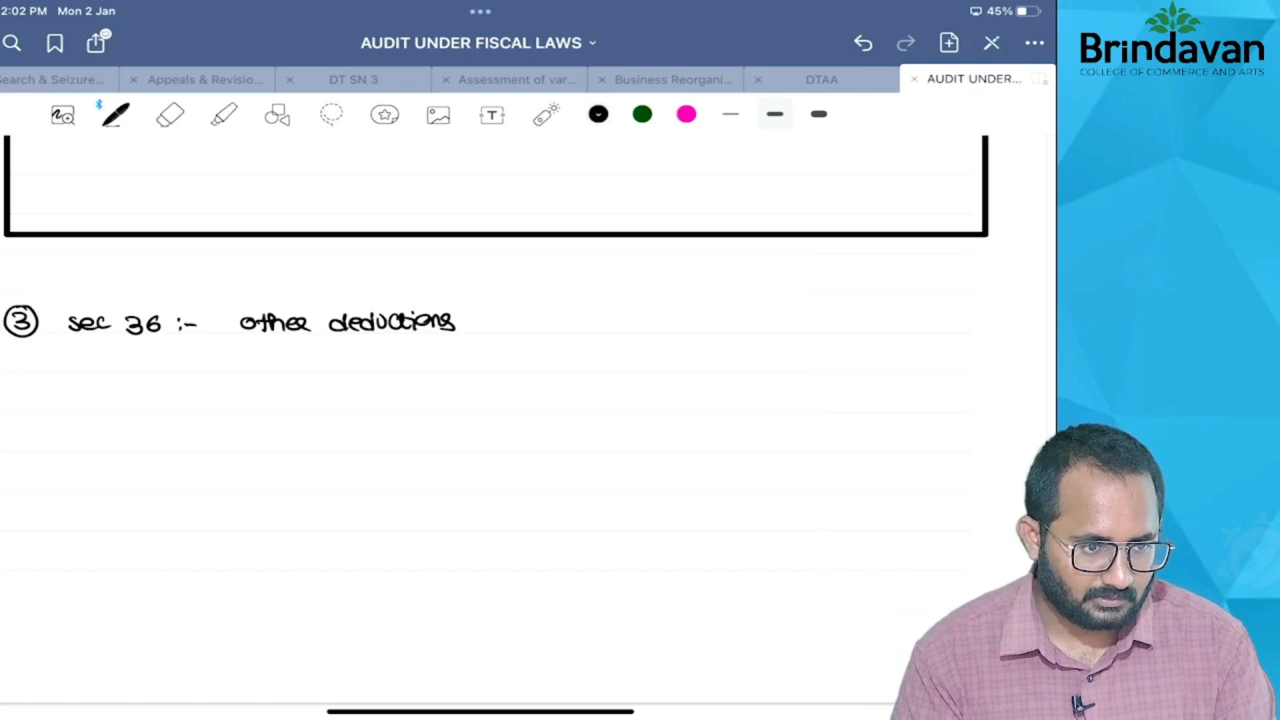 2:02 PM Mon 2 Jan
45%
AUDIT UNDER FISCAL LAWS
Brindavan
COLLEGE OF COMMERCE AND ARTS
earch & Seizure...
Appeals & Revisio...
DT SN 3
Assessment of var...
Business Reorgani...
DTAA
AUDIT UNDER...
T
3 sec 36 :- other deductions